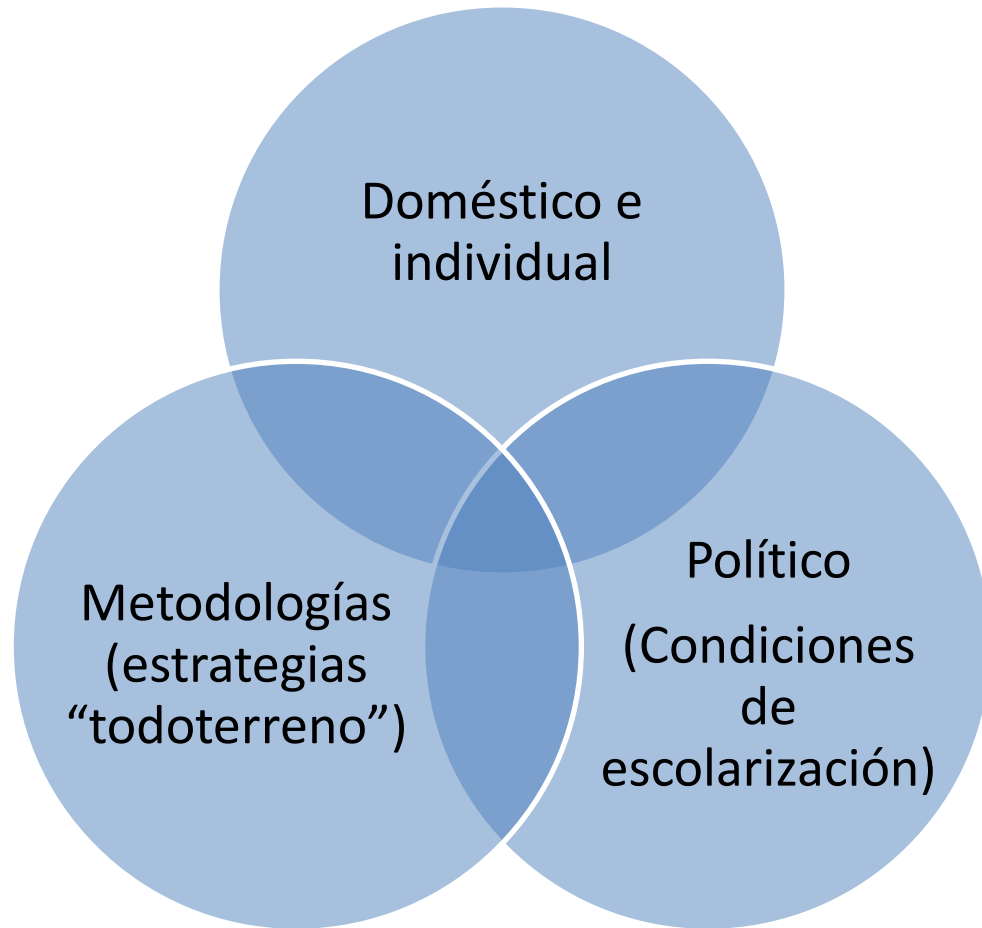 Doméstico e
individual
Metodologías
(estrategias
“todoterreno”)
Político
(Condiciones
de
escolarización)